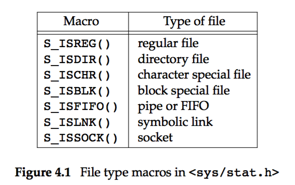 Macro Type of file
S_ISREG() regular file
S_ISDIR() directory file
S_ISCHR() character special file
S_ISBLK() block special file
S_ISFIFO() pipe or FIFO
S_ISLNK() symbolic link
S_ISSOCK() socket
Figure 4.1 File type macros in <sys/stat.h>